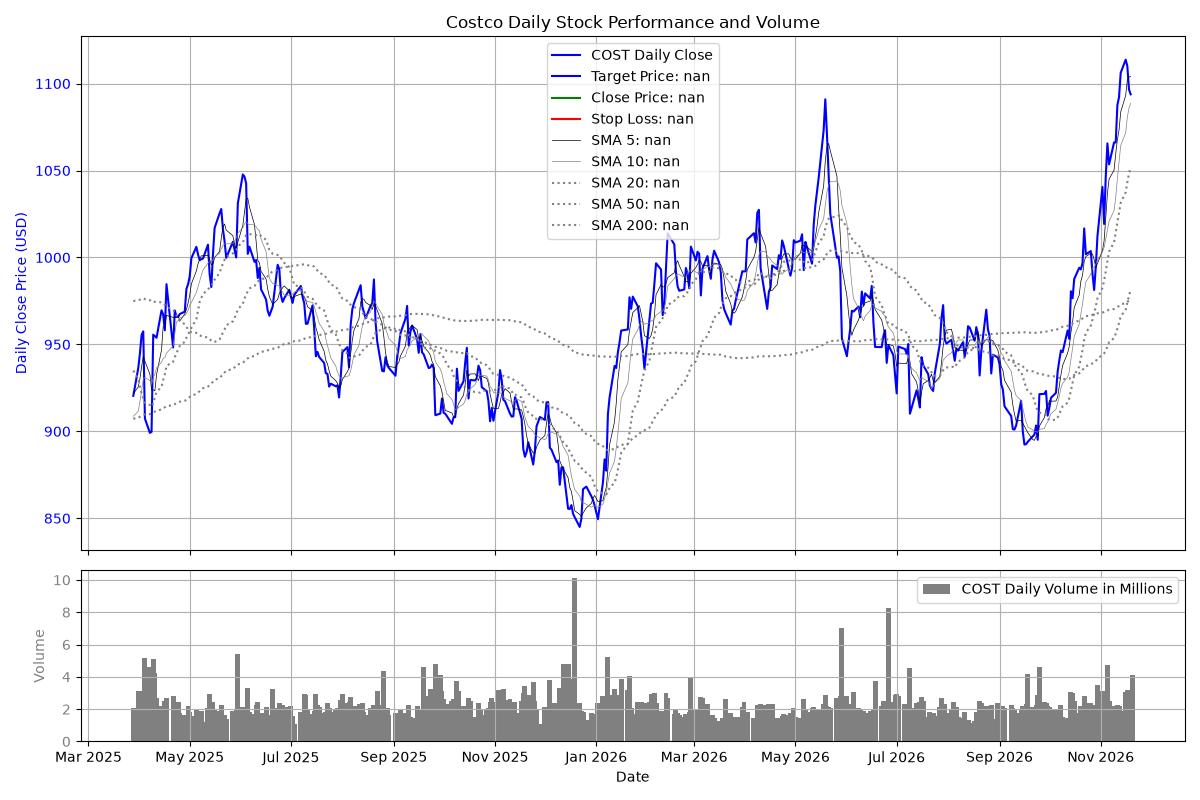 Costco Daily Stock Performance and Volume
COST Daily Close
Target Price: nan
Close Price: nan
Stop Loss: nan
SMA 5: nan
SMA 10: nan
SMA 20: nan
SMA 50: nan
SMA 200: nan
Daily Close Price (USD)
1100
1050
1000
950
900
850
COST Daily Volume in Millions
Volume
10
8
6
4
2
0
Mar 2025 May 2025 Jul 2025 Sep 2025 Nov 2025 Jan 2026 Mar 2026 May 2026 Jul 2026 Sep 2026 Nov 2026
Date